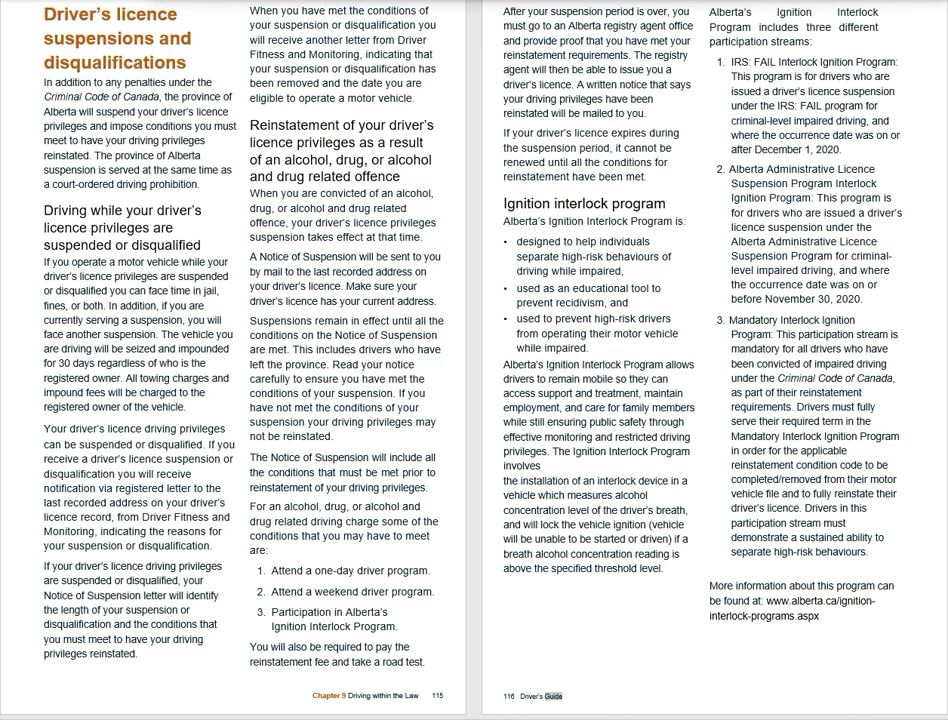 Driver's licence
suspensions and
disqualifications
In addition to any penalties under the
Criminal Code of Canada, the province of
Alberta will suspend your driver's licence
privileges and impose conditions you must
meet to have your driving privileges
reinstated. The province of Alberta
suspension is served at the same time as
a court-ordered driving prohibition.
Driving while your driver's
licence privileges are
suspended or disqualified
If you operate a motor vehicle while your
driver's licence privileges are suspended
or disqualified you can face time in jail,
fines, or both. In addition, if you are
currently serving a suspension, you will
face another suspension. The vehicle you
are driving will be seized and impounded
for 30 days regardless of who is the
registered owner. All towing charges and
impound fees will be charged to the
registered owner of the vehicle.
Your driver's licence driving privileges
can be suspended or disqualified. If you
receive a driver's licence suspension or
disqualification you will receive
notification via registered letter to the
last recorded address on your driver's
licence record, from Driver Fitness and
Monitoring, indicating the reasons for
your suspension or disqualification.
If your driver's licence driving privileges
are suspended or disqualified, your
Notice of Suspension letter will identify
the length of your suspension or
disqualification and the conditions that
you must meet to have your driving
privileges reinstated.
When you have met the conditions of
your suspension or disqualification you
will receive another letter from Driver
Fitness and Monitoring, indicating that
your suspension or disqualification has
been removed and the date you are
eligible to operate a motor vehicle.
Reinstatement of your driver's
licence privileges as a result
of an alcohol, drug, or alcohol
and drug related offence
When you are convicted of an alcohol,
drug, or alcohol and drug related
offence, your driver's licence privileges
suspension takes effect at that time.
A Notice of Suspension will be sent to you
by mail to the last recorded address on
your driver's licence. Make sure your
driver's licence has your current address.
Suspensions remain in effect until all the
conditions on the Notice of Suspension
are met. This includes drivers who have
left the province. Read your notice
carefully to ensure you have met the
conditions of your suspension. If you
have not met the conditions of your
suspension your driving privileges may
not be reinstated.
The Notice of Suspension will include all
the conditions that must be met prior to
reinstatement of your driving privileges.
For an alcohol, drug, or alcohol and
drug related driving charge some of the
conditions that you may have to meet
are:
1. Attend a one-day driver program.
2. Attend a weekend driver program.
3. Participation in Alberta's
Ignition Interlock Program.
You will also be required to pay the
reinstatement fee and take a road test.
Chapter 9 Driving within the Law 115
After your suspension period is over, you
must go to an Alberta registry agent office
and provide proof that you have met your
reinstatement requirements. The registry
agent will then be able to issue you a
driver's licence. A written notice that says
your driving privileges have been
reinstated will be mailed to you.
If your driver's licence expires during
the suspension period, it cannot be
renewed until all the conditions for
reinstatement have been met.
Ignition interlock program
Alberta's Ignition Interlock Program is:
• designed to help individuals
separate high-risk behaviours of
driving while impaired,
• used as an educational tool to
prevent recidivism, and
• used to prevent high-risk drivers
from operating their motor vehicle
while impaired.
Alberta's Ignition Interlock Program allows
drivers to remain mobile so they can
access support and treatment, maintain
employment, and care for family members
while still ensuring public safety through
effective monitoring and restricted driving
privileges. The Ignition Interlock Program
involves
the installation of an interlock device in a
vehicle which measures alcohol
concentration level of the driver's breath,
and will lock the vehicle ignition (vehicle
will be unable to be started or driven) if a
breath alcohol concentration reading is
above the specified threshold level.
Alberta's Ignition Interlock
Program includes three different
participation streams:
1. IRS: FAIL Interlock Ignition Program:
This program is for drivers who are
issued a driver's licence suspension
under the IRS: FAIL program for
criminal-level impaired driving, and
where the occurrence date was on or
after December 1, 2020.
2. Alberta Administrative Licence
Suspension Program Interlock
Ignition Program: This program is
for drivers who are issued a driver's
licence suspension under the
Alberta Administrative Licence
Suspension Program for criminal-
level impaired driving, and where
the occurrence date was on or
before November 30, 2020.
3. Mandatory Interlock Ignition
Program: This participation stream is
mandatory for all drivers who have
been convicted of impaired driving
under the Criminal Code of Canada,
as part of their reinstatement
requirements. Drivers must fully
serve their required term in the
Mandatory Interlock Ignition Program
in order for the applicable
reinstatement condition code to be
completed/removed from their motor
vehicle file and to fully reinstate their
driver's licence. Drivers in this
participation stream must
demonstrate a sustained ability to
separate high-risk behaviours.
More information about this program can
be found at: www.alberta.ca/ignition-
interlock-programs.aspx
116 Driver's Guide